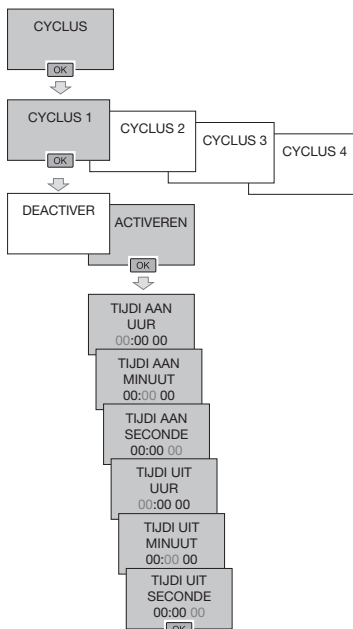 CYCLUS
OK
CYCLUS 1
CYCLUS 2
CYCLUS 3
CYCLUS 4
OK
DEACTIVER
ACTIVEREN
OK
TIJDI AAN
UUR
00:00 00
TIJDI AAN
MINUUT
00:00 00
TIJDI AAN
SECONDE
00:00 00
TIJDI UIT
UUR
00:00 00
TIJDI UIT
MINUUT
00:00 00
TIJDI UIT
SECONDE
00:00 00
OK